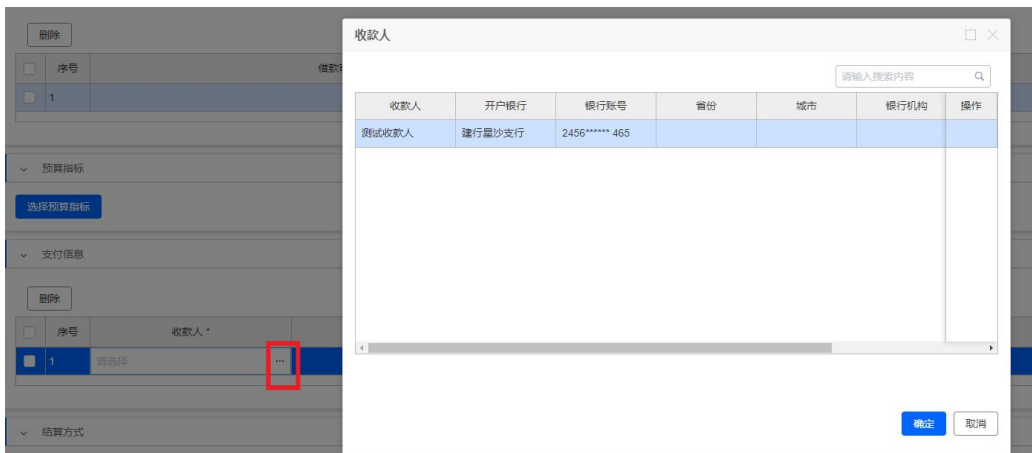 删除
序号
1
预算指标
选择预算指标
支付信息
删除
序号 收款人 *
1 请选择 ...
结算方式
收款人
请输入搜索内容
收款人 开户银行 银行账号 省份 城市 银行机构 操作
测试收款人 建行星沙支行 2456****** 465
确定 取消